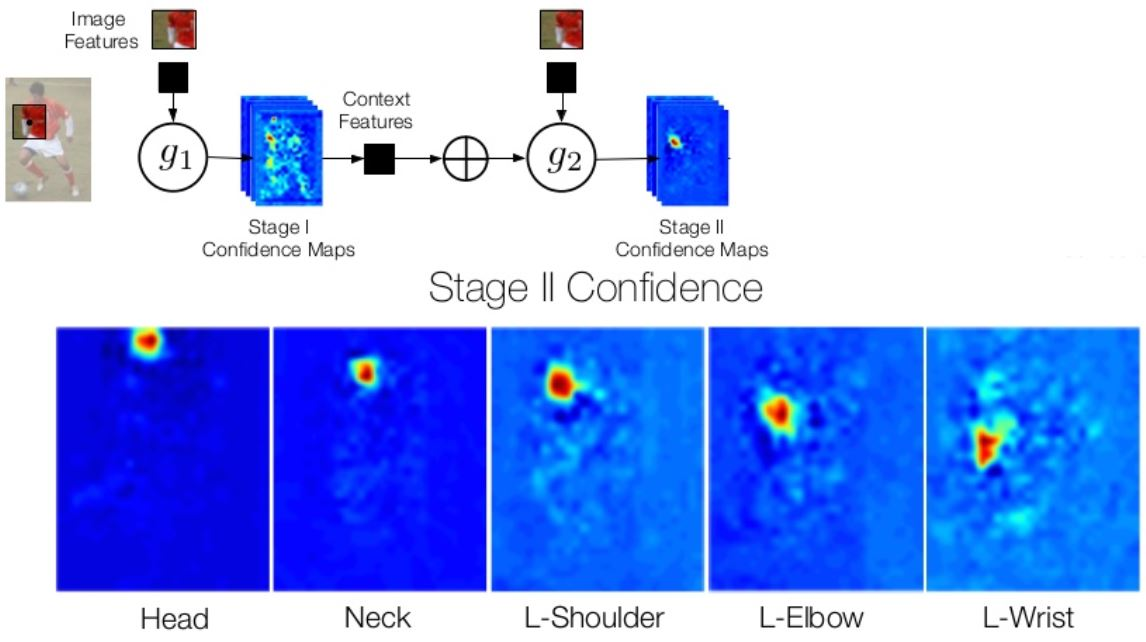 Image
Features
g1
Context
Features
g2
Stage I
Confidence Maps
Stage II
Confidence Maps
Stage II Confidence
Head
Neck
L-Shoulder
L-Elbow
L-Wrist